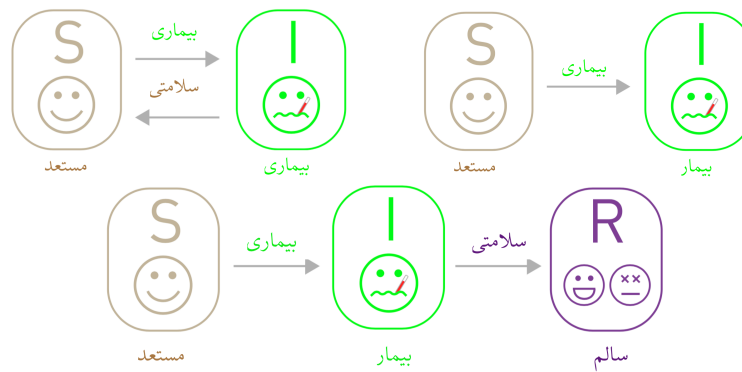 S
بیماری
سلامتی
I
مستعد
بیماری
S
بیماری
I
مستعد
بیمار
S
بیماری
I
سلامتی
R
مستعد
بیمار
سالم